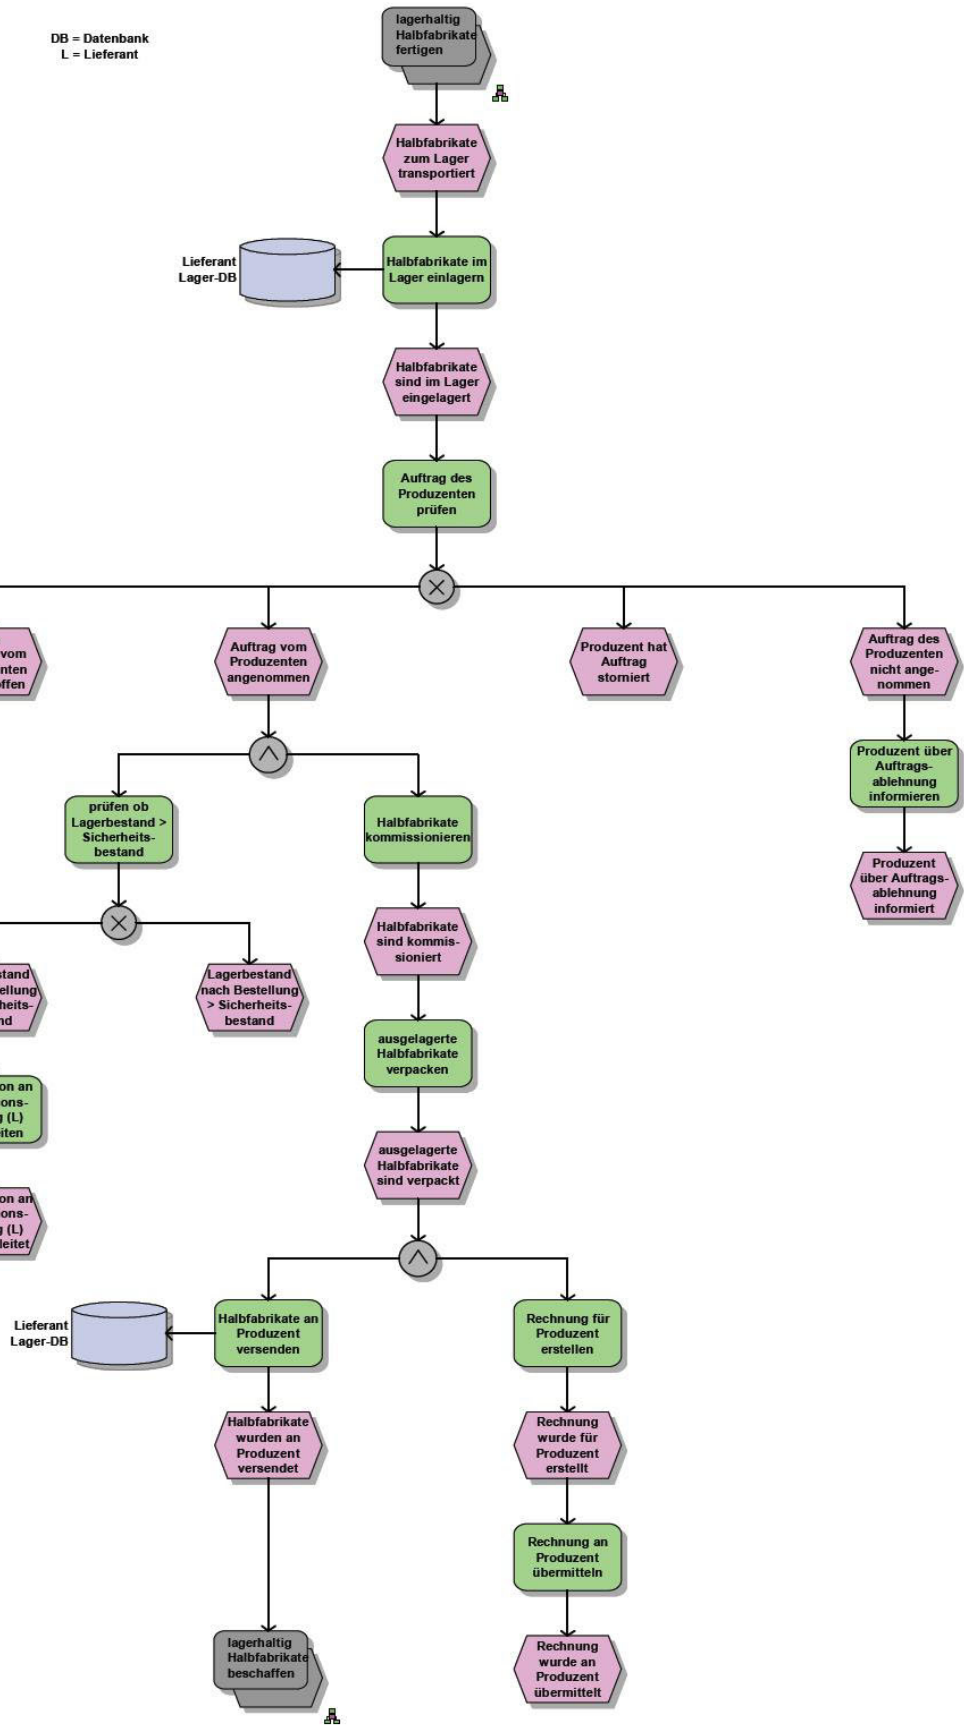 DB = Datenbank
L = Lieferant
lagerhaltig
Halbfabrikate
fertigen
Halbfabrikate
zum Lager
transportiert
Lieferant
Lager-DB
Halbfabrikate im
Lager einlagern
Halbfabrikate
sind im Lager
eingelagert
Auftrag des
Produzenten
prüfen
vom
Auftrag vom
Produzenten
angenommen
Produzent hat
Auftrag
storniert
Auftrag des
Produzenten
nicht ange-
nommen
Produzent über
Auftrags-
ablehnung
informieren
Produzent
über Auftrags-
ablehnung
informiert
prüfen ob
Lagerbestand >
Sicherheits-
bestand
Halbfabrikate
kommissionieren
Halbfabrikate
sind kommis-
sioniert
Lagerbestand
nach Bestellung
> Sicherheits-
bestand
ausgelagerte
Halbfabrikate
verpacken
an
(L)
ausgelagerte
Halbfabrikate
sind verpackt
an
(L)
Lieferant
Lager-DB
Halbfabrikate an
Produzent
versenden
Rechnung für
Produzent
erstellen
Halbfabrikate
wurden an
Produzent
versendet
Rechnung
wurde für
Produzent
erstellt
Rechnung an
Produzent
übermitteln
lagerhaltig
Halbfabrikate
beschaffen
Rechnung
wurde an
Produzent
übermittelt